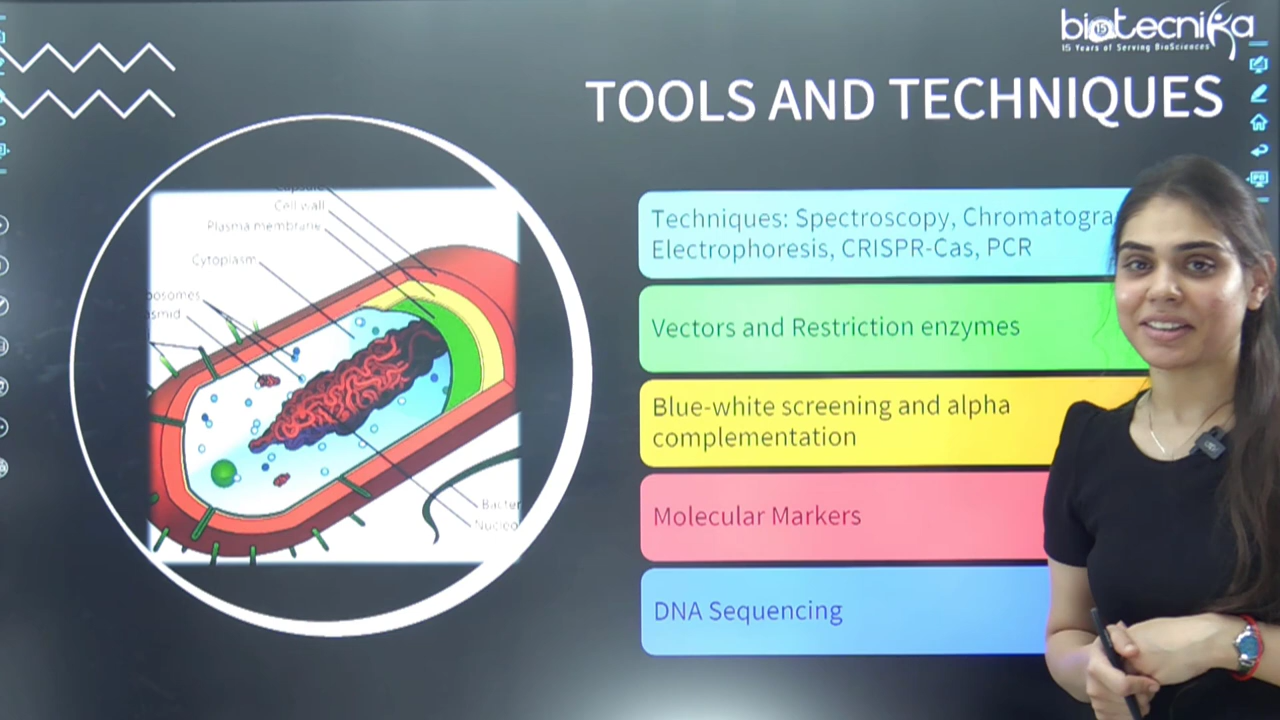 biotecnika
15 Years of Serving BioSciences
TOOLS AND TECHNIQUES
Capsule
Cell wall
Plasma membrane
Cytoplasm
Techniques: Spectroscopy, Chromatogra
Electrophoresis, CRISPR-Cas, PCR
Vectors and Restriction enzymes
Blue-white screening and alpha
complementation
Molecular Markers
DNA Sequencing